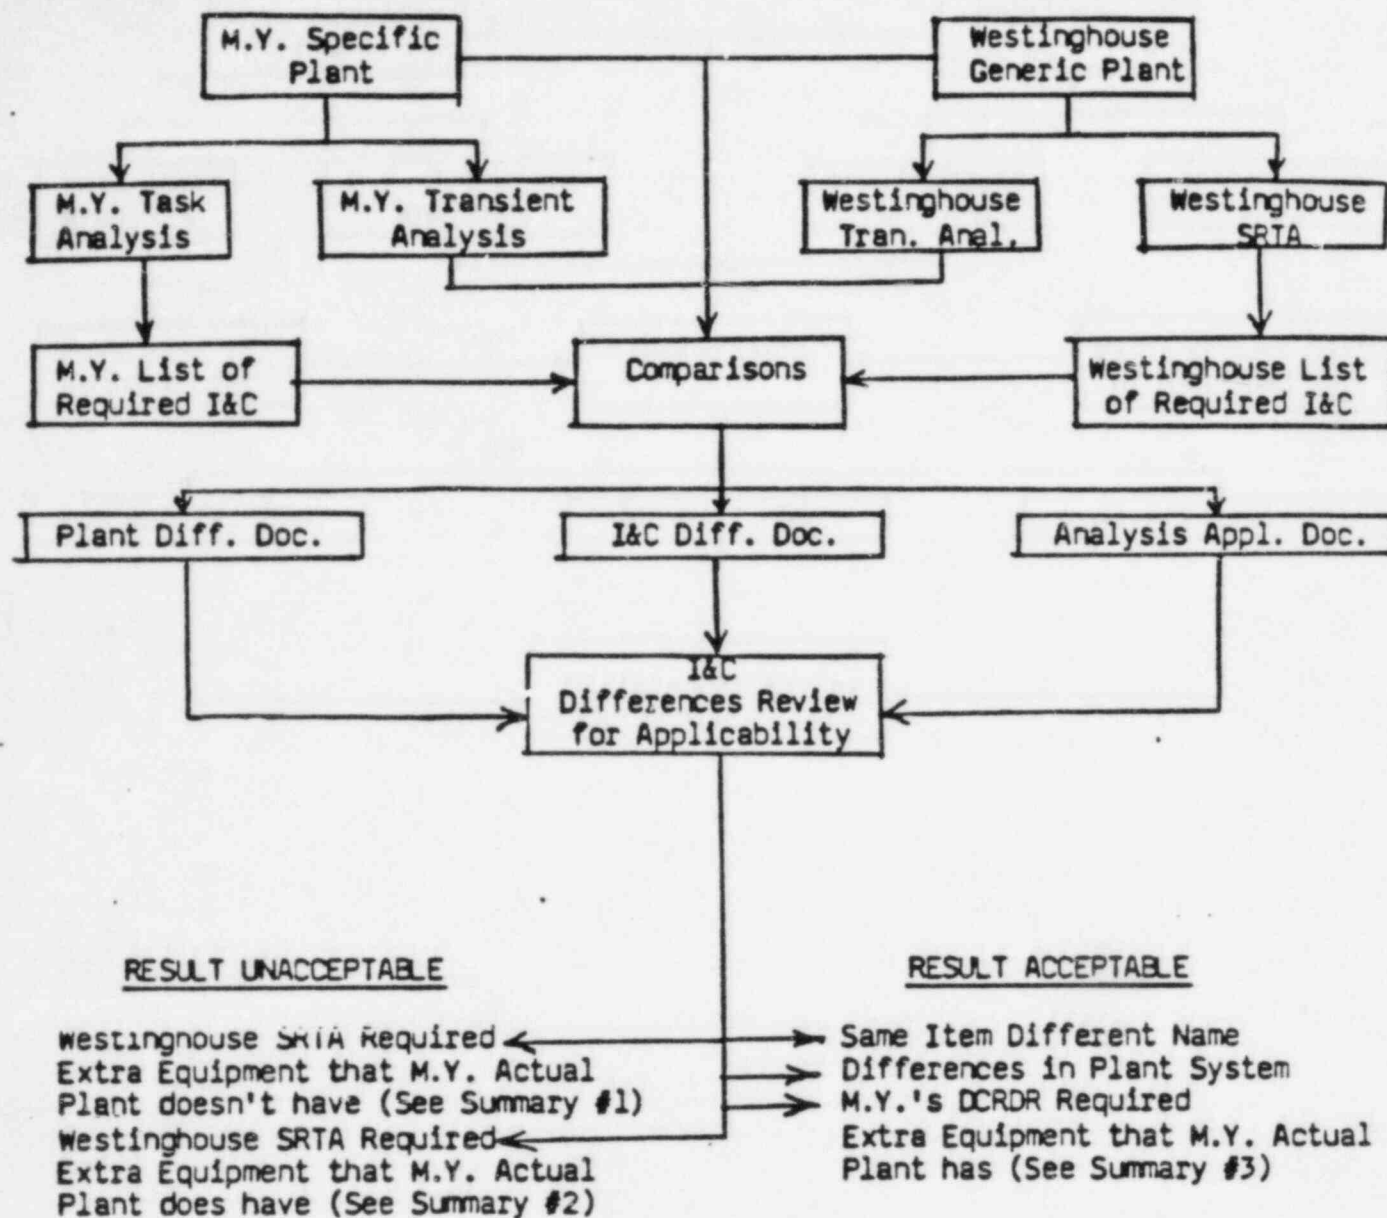 M.Y. Specific
Plant
Westinghouse
Generic Plant
M.Y. Task
Analysis
M.Y. Transient
Analysis
Westinghouse
Tran. Anal.
Westinghouse
SRTA
M.Y. List of
Required I&C
Comparisons
Westinghouse List
of Required I&C
Plant Diff. Doc.
I&C Diff. Doc.
Analysis Appl. Doc.
I&C
Differences Review
for Applicability
RESULT UNACCEPTABLE
Westinghouse SRTA Required
Extra Equipment that M.Y. Actual
Plant doesn't have (See Summary #1)
Westinghouse SRTA Required
Extra Equipment that M.Y. Actual
Plant does have (See Summary #2)
RESULT ACCEPTABLE
Same Item Different Name
Differences in Plant System
M.Y.'s DCRDR Required
Extra Equipment that M.Y. Actual
Plant has (See Summary #3)